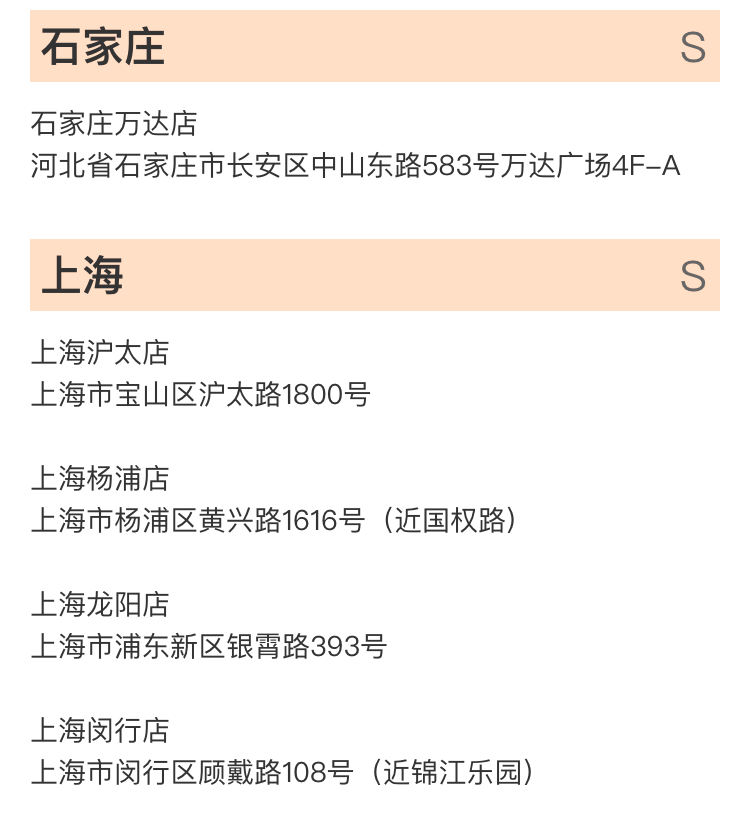 石家庄 S
石家庄万达店
河北省石家庄市长安区中山东路583号万达广场4F-A
上海 S
上海沪太店
上海市宝山区沪太路1800号
上海杨浦店
上海市杨浦区黄兴路1616号（近国权路）
上海龙阳店
上海市浦东新区银霄路393号
上海闵行店
上海市闵行区顾戴路108号（近锦江乐园）